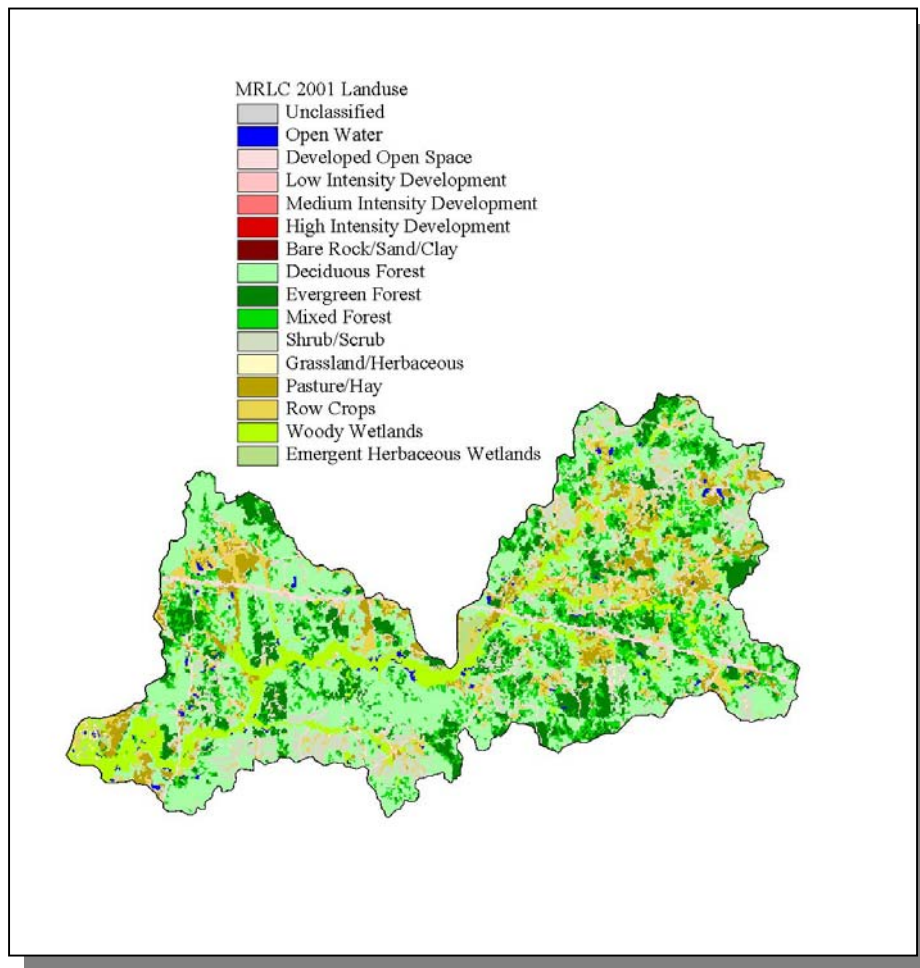 MRLC 2001 Landuse
Unclassified
Open Water
Developed Open Space
Low Intensity Development
Medium Intensity Development
High Intensity Development
Bare Rock/Sand/Clay
Deciduous Forest
Evergreen Forest
Mixed Forest
Shrub/Scrub
Grassland/Herbaceous
Pasture/Hay
Row Crops
Woody Wetlands
Emergent Herbaceous Wetlands